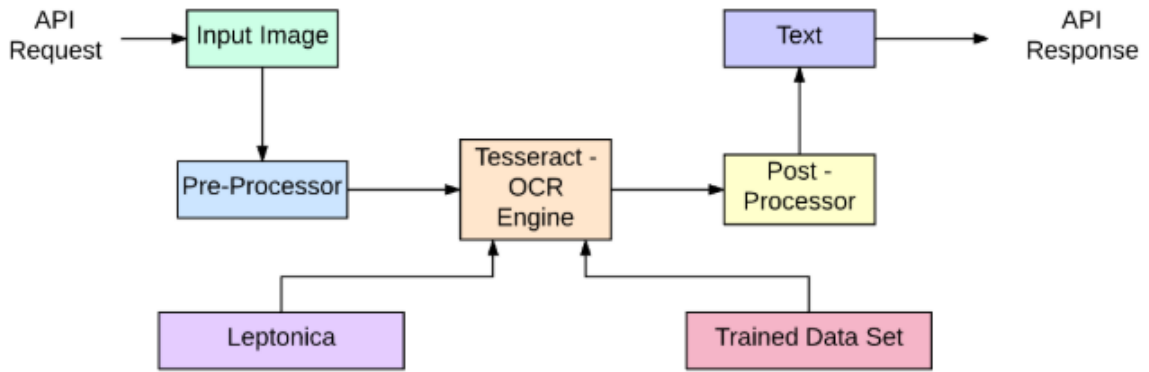 API
Request
Input Image
Text
API
Response
Pre-Processor
Tesseract -
OCR
Engine
Post -
Processor
Leptonica
Trained Data Set